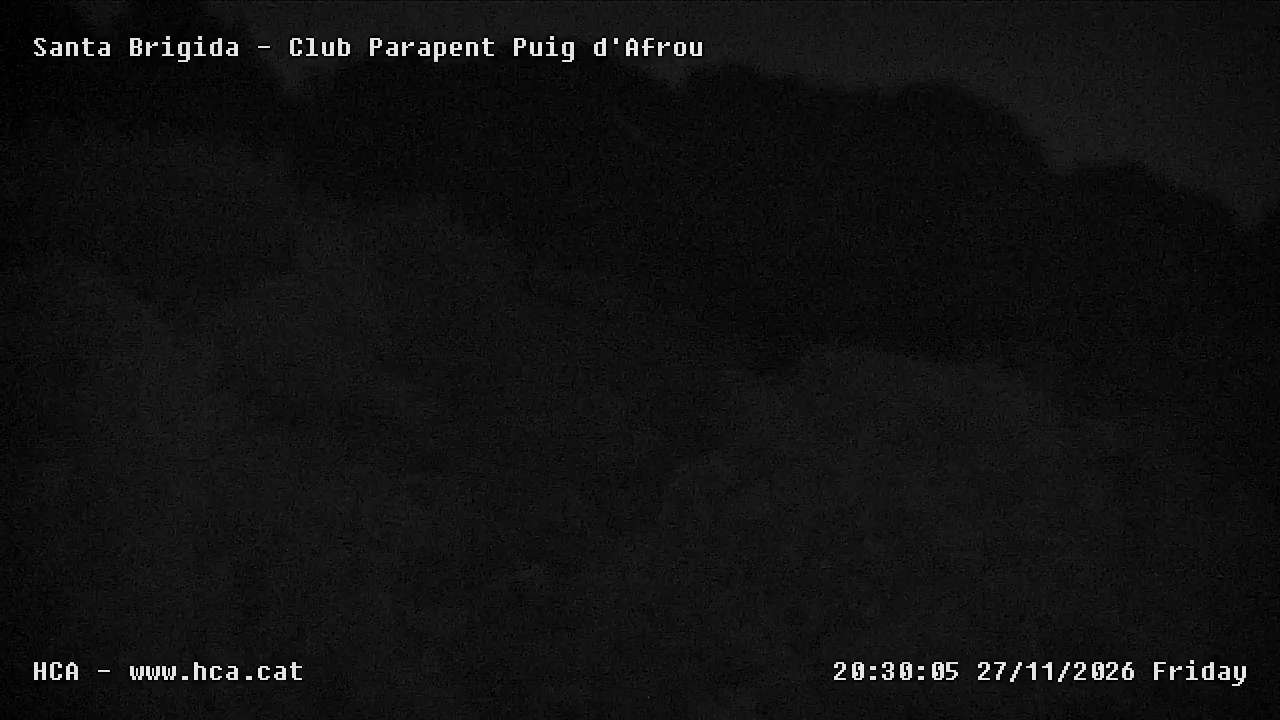 Santa Brigida - Club Parapent Puig d'Afrou
HCA - www.hca.cat
20:30:05 27/11/2026 Friday